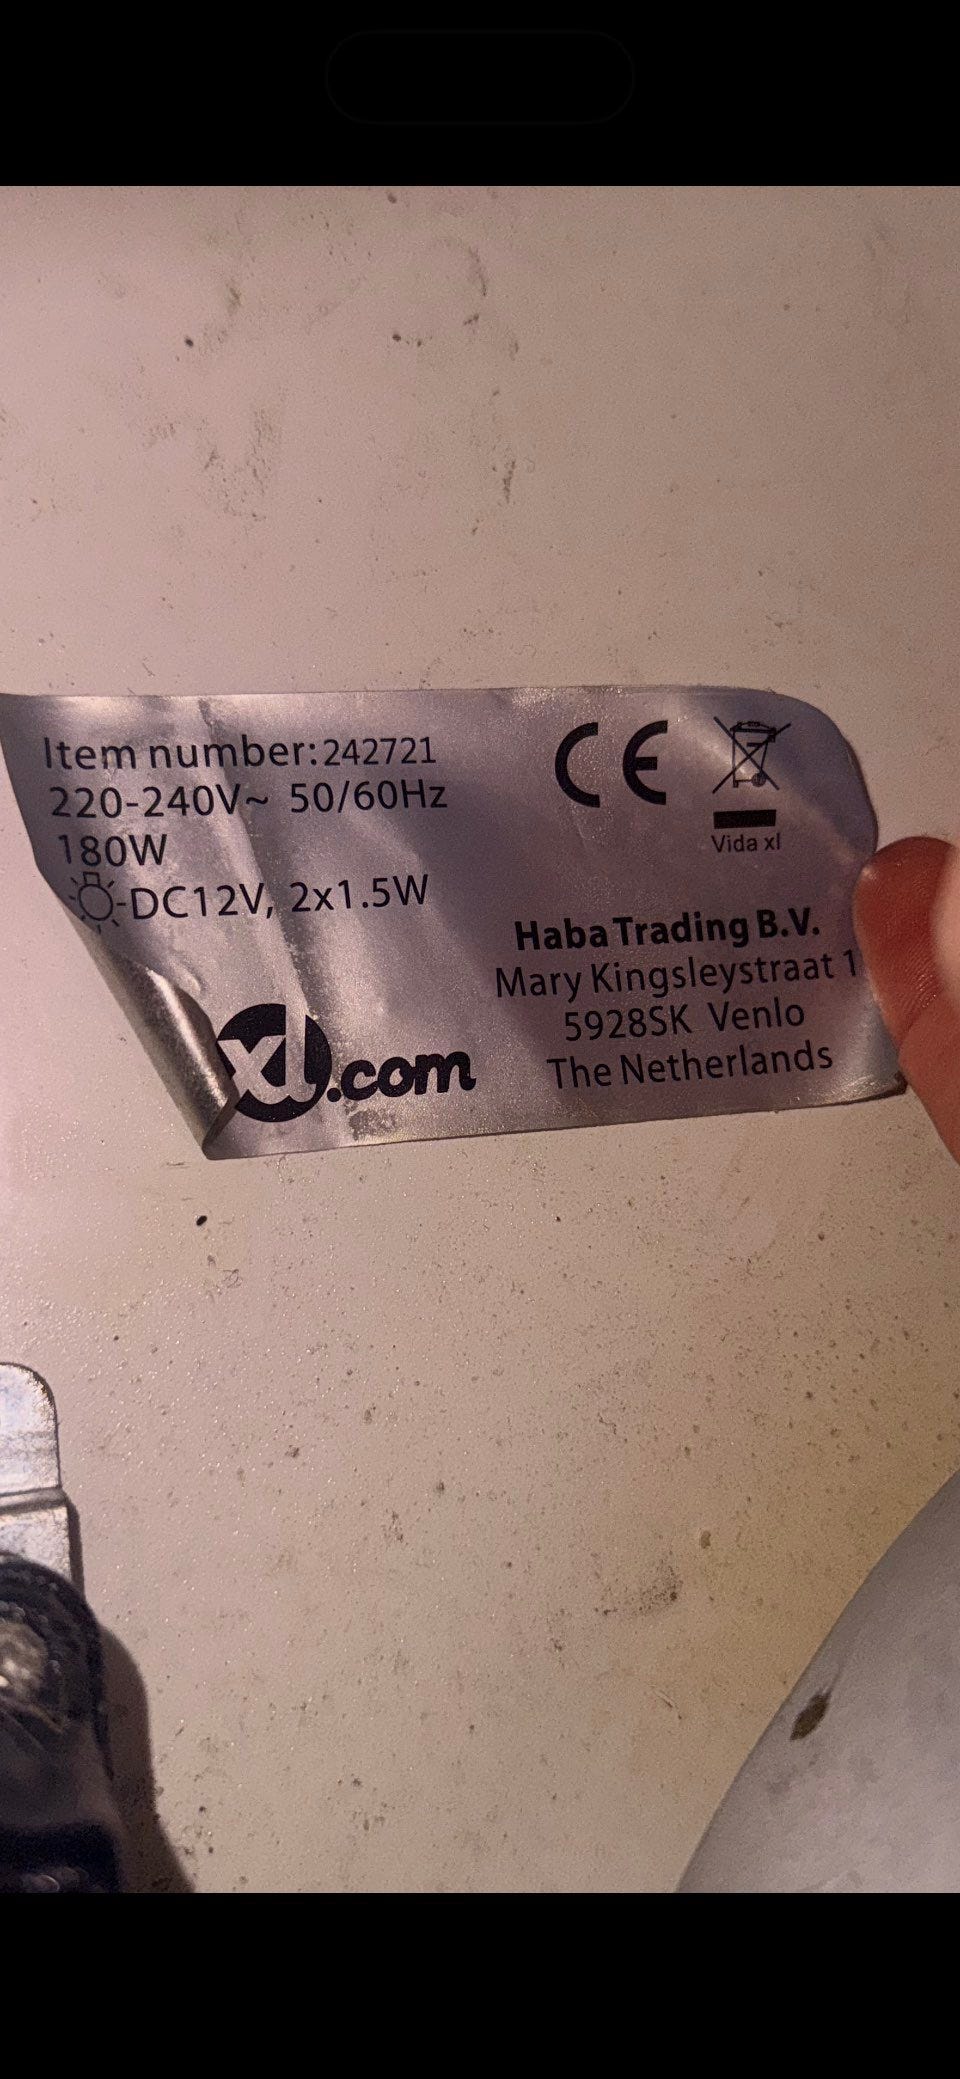 Item number:242721
220-240V~ 50/60Hz
180W
-DC12V, 2x1.5W
CE
Vida xl
Haba Trading B.V.
Mary Kingsleystraat 1
5928SK Venlo
The Netherlands
xl.com